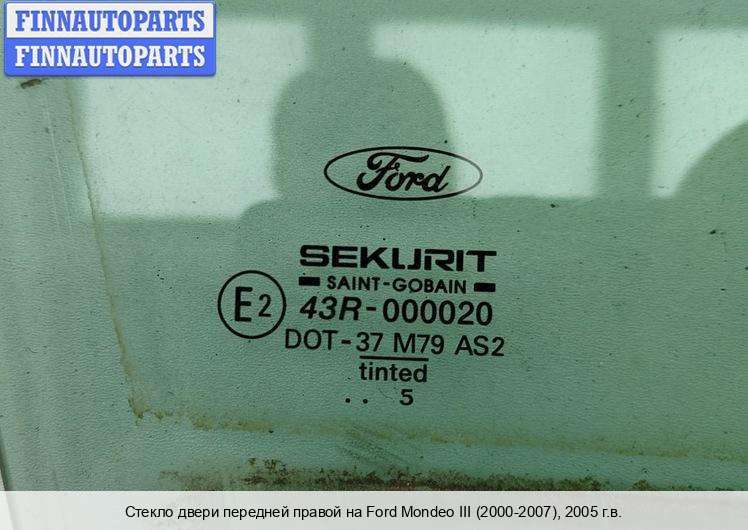 FINNAUTOPARTS
FINNAUTOPARTS
Ford
SEKURIT
SAINT-GOBAIN
E2 43R-000020
DOT-37 M79 AS2
tinted
. . 5
Стекло двери передней правой на Ford Mondeo III (2000-2007), 2005 г.в.